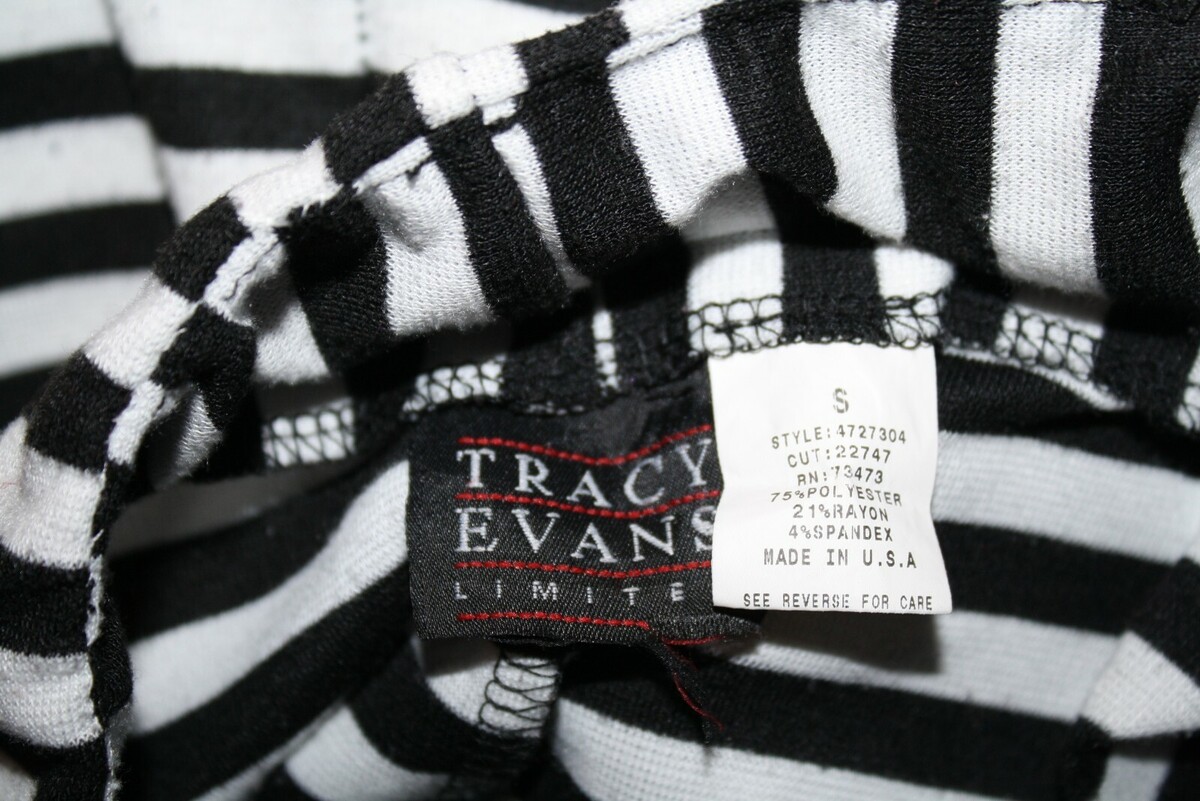 TRACY
EVANS
LIMITE
S
STYLE:4727304
CUT:22747
RN:73473
75%POLYESTER
21%RAYON
4%SPANDEX
MADE IN U.S.A
SEE REVERSE FOR CARE